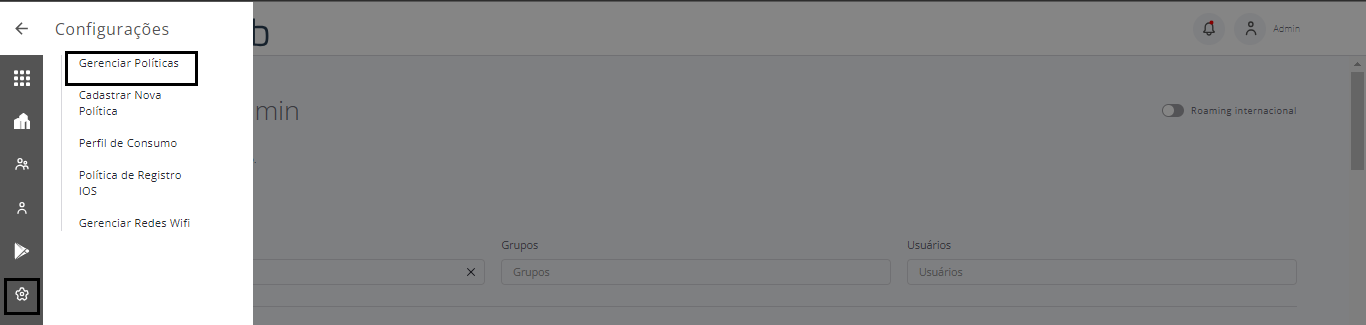 Configurações
Gerenciar Políticas
Cadastrar Nova
Política
Perfil de Consumo
Política de Registro
IOS
Gerenciar Redes Wifi
b
Admin
min
Roaming internacional
Grupos
Usuários
Grupos
Usuários